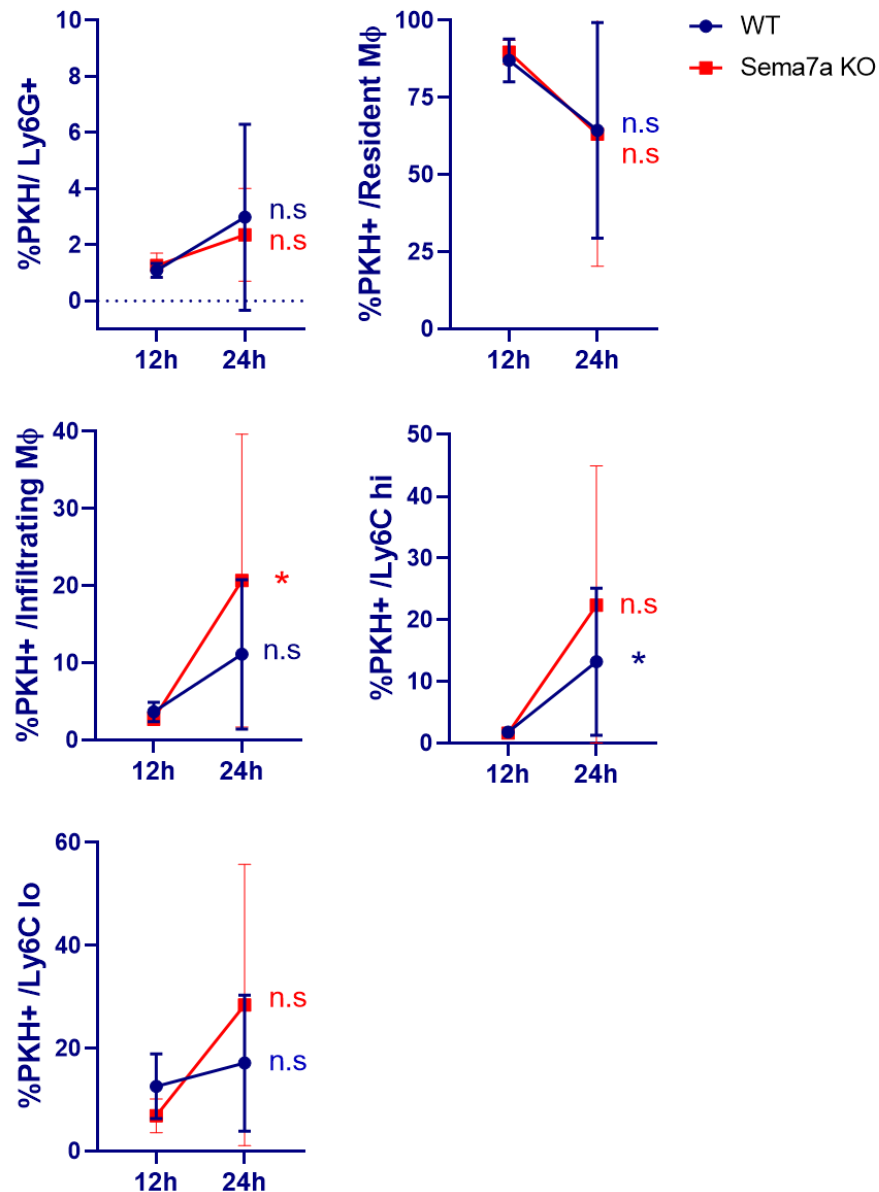 WT
Sema7a KO
%PKH/ Ly6G+
10
8
6
4
2
0
n.s
n.s
12h
24h
%PKH+ /Resident Mϕ
100
75
50
25
0
n.s
n.s
12h
24h
%PKH+ /Infiltrating Mϕ
40
30
20
10
0
*
n.s
12h
24h
%PKH+ /Ly6C hi
50
40
30
20
10
0
n.s
*
12h
24h
%PKH+ /Ly6C lo
60
40
20
0
n.s
n.s
12h
24h